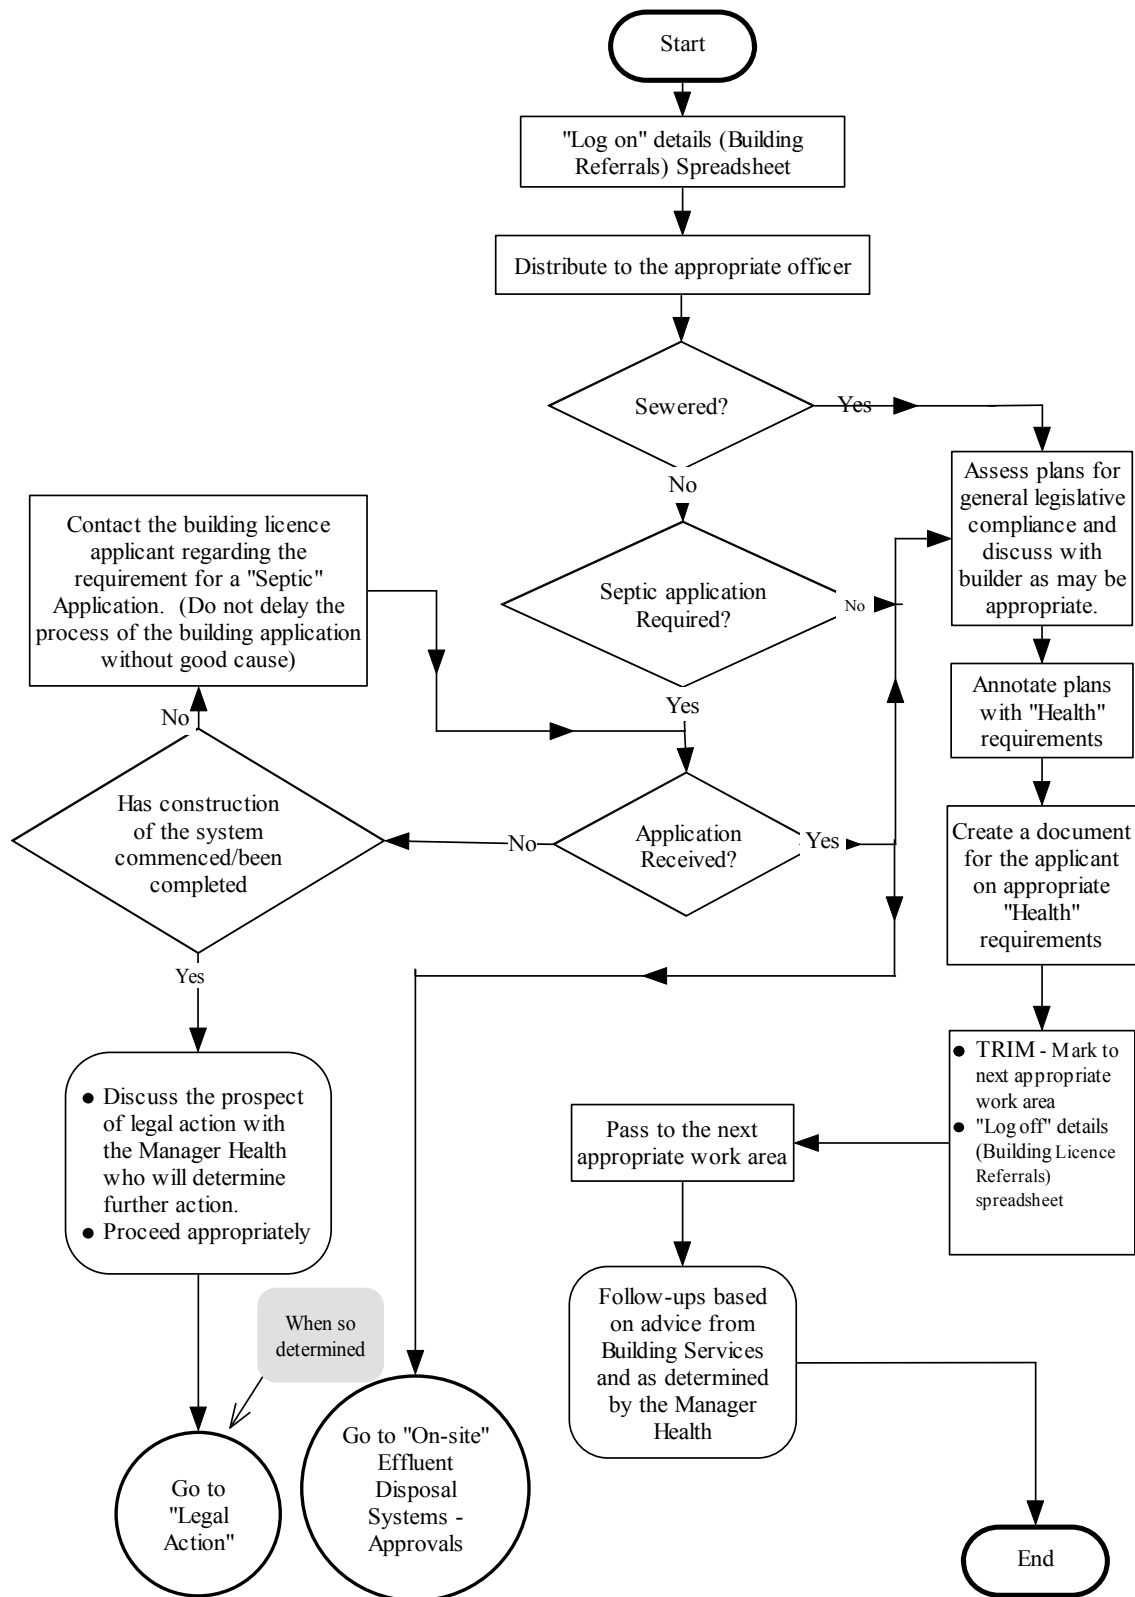 Start
"Log on" details (Building
Referrals) Spreadsheet
Distribute to the appropriate officer
Sewered?
Yes
No
Assess plans for
general legislative
compliance and
discuss with
builder as may be
appropriate.
Contact the building licence
applicant regarding the
requirement for a "Septic"
Application.  (Do not delay the
process of the building application
without good cause)
Septic application
Required?
No
Yes
Annotate plans
with "Health"
requirements
No
Has construction
of the system
commenced/been
completed
No
Application
Received?
Yes
Create a document
for the applicant
on appropriate
"Health"
requirements
Yes
● TRIM - Mark to
next appropriate
work area
● "Log off" details
(Building Licence
Referrals)
spreadsheet
● Discuss the prospect
of legal action with
the Manager Health
who will determine
further action.
● Proceed appropriately
Pass to the next
appropriate work area
When so
determined
Follow-ups based
on advice from
Building Services
and as determined
by the Manager
Health
Go to "On-site"
Effluent
Disposal
Systems -
Approvals
Go to
"Legal
Action"
End